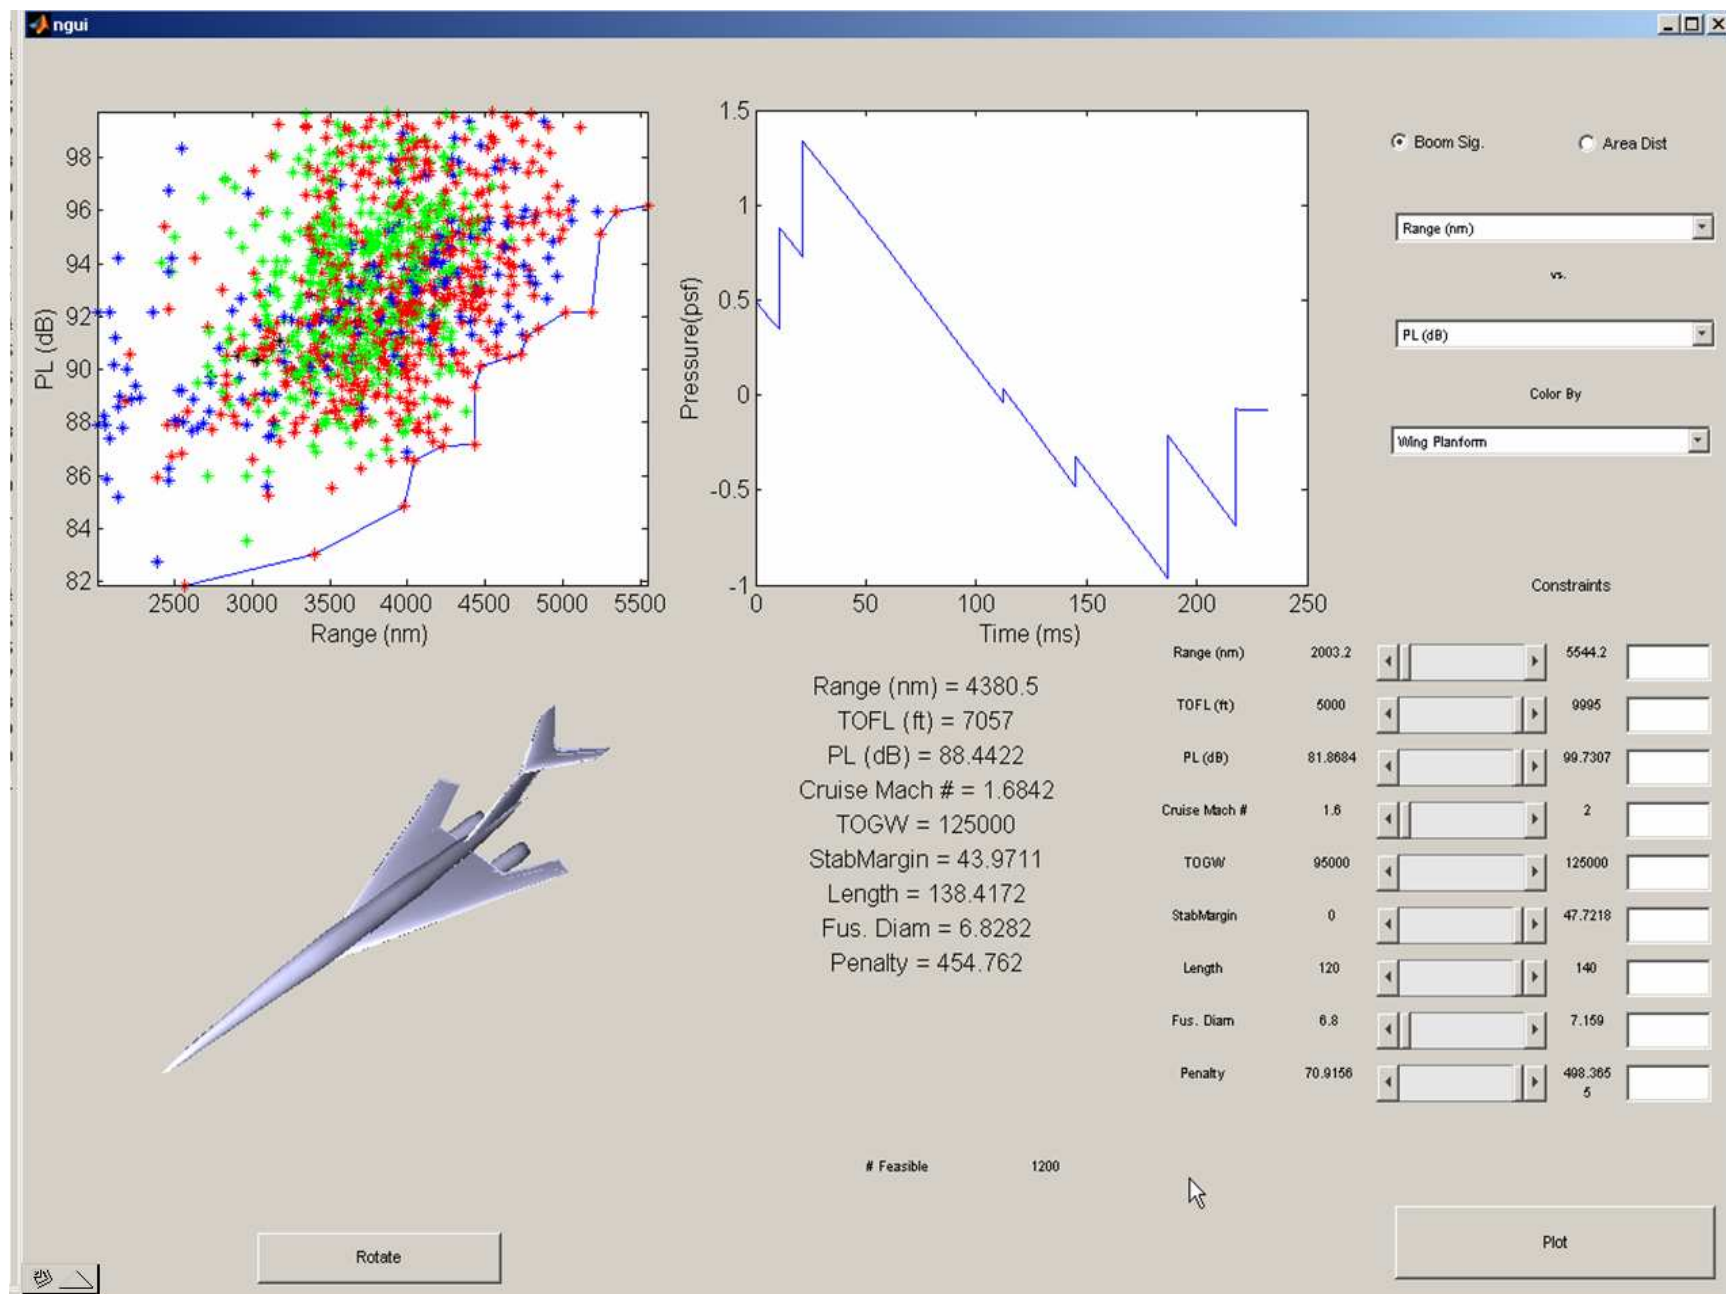 ngui
98
96
94
92
90
88
86
84
82
PL (dB)
2500 3000 3500 4000 4500 5000 5500
Range (nm)
1.5
1
0.5
0
-0.5
-1
Pressure(psf)
0 50 100 150 200 250
Time (ms)
Boom Sig. Area Dist
Range (nm)
vs.
PL (dB)
Color By
Wing Planform
Constraints
Range (nm) 2003.2 5544.2
TOFL (ft) 5000 9995
PL (dB) 81.8684 99.7307
Cruise Mach # 1.6 2
TOGW 95000 125000
StabMargin 0 47.7218
Length 120 140
Fus. Diam 6.8 7.159
Penalty 70.9156 498.365
5
Range (nm) = 4380.5
TOFL (ft) = 7057
PL (dB) = 88.4422
Cruise Mach # = 1.6842
TOGW = 125000
StabMargin = 43.9711
Length = 138.4172
Fus. Diam = 6.8282
Penalty = 454.762
# Feasible 1200
Rotate
Plot